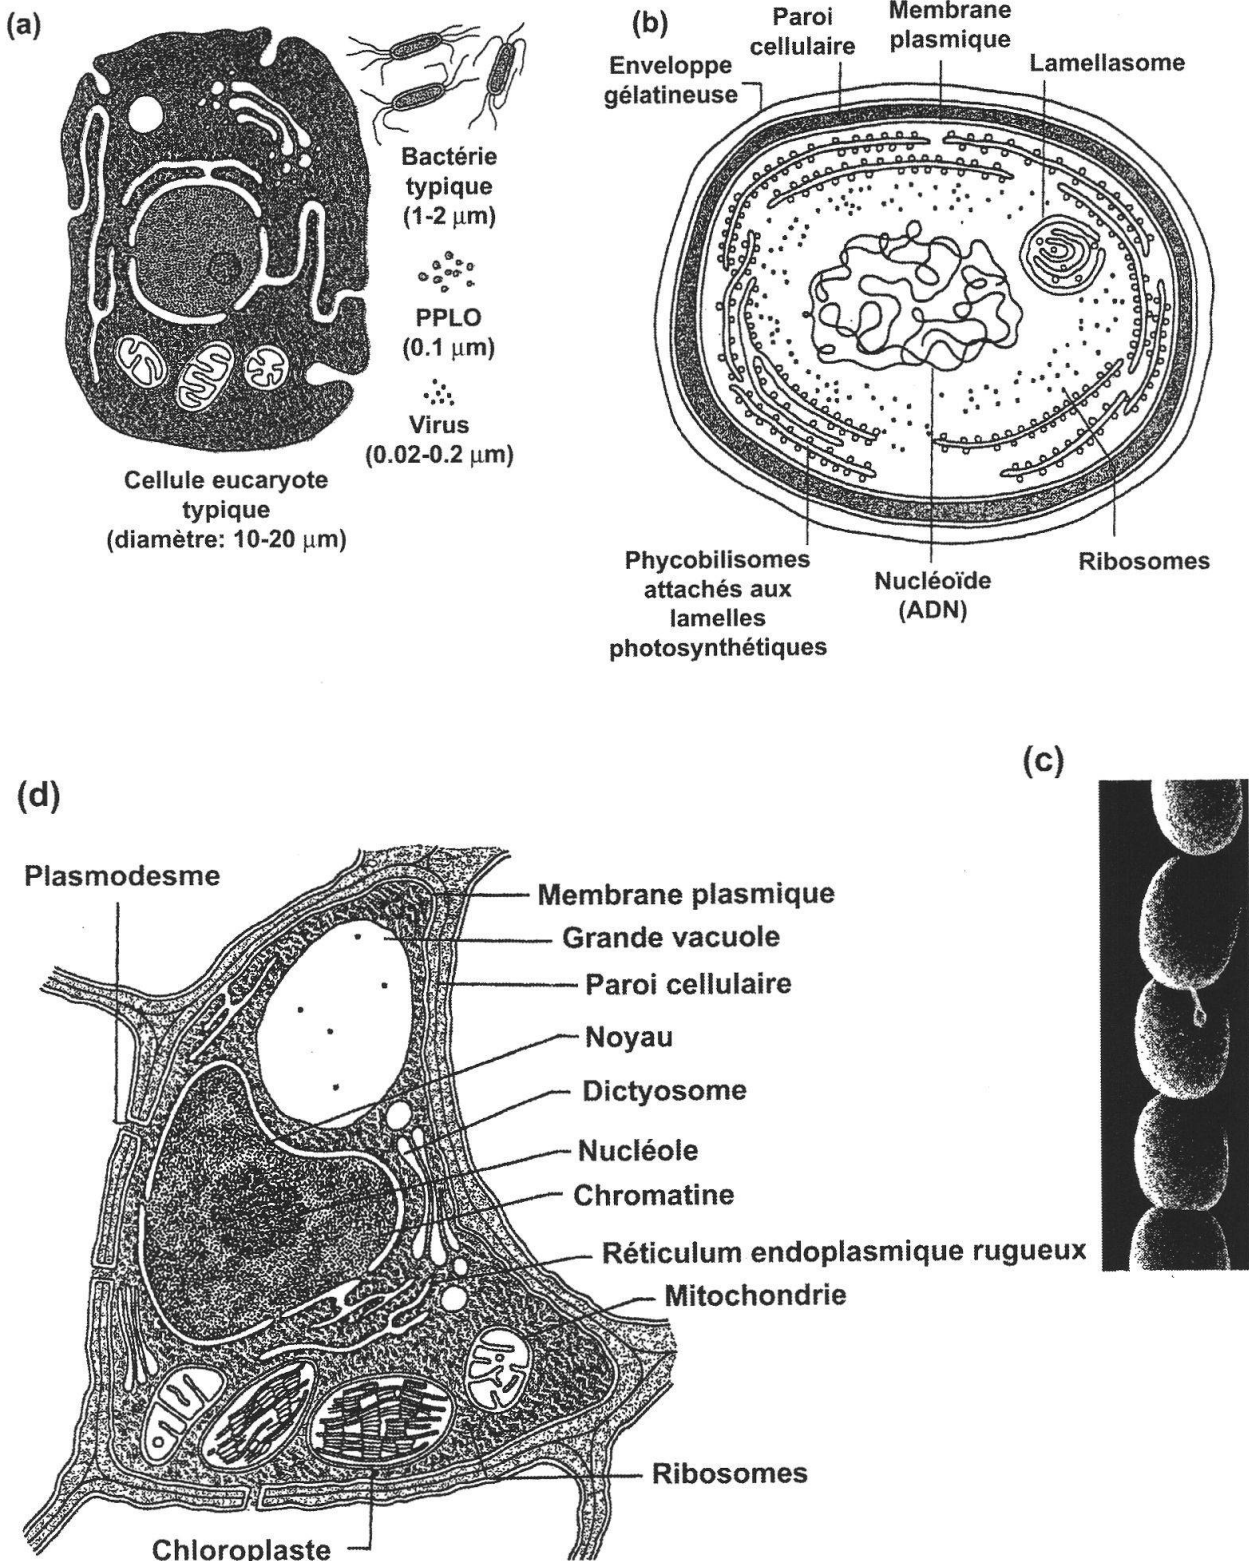 (a)
Bactérie
typique
(1-2 μm)
PPLO
(0.1 μm)
Virus
(0.02-0.2 μm)
Cellule eucaryote
typique
(diamètre: 10-20 μm)
(b)
Paroi
cellulaire
Membrane
plasmique
Enveloppe
gélatineuse
Lamellasome
Phycobilisomes
attachés aux
lamelles
photosynthétiques
Nucléoïde
(ADN)
Ribosomes
(c)
(d)
Plasmodesme
Membrane plasmique
Grande vacuole
Paroi cellulaire
Noyau
Dictyosome
Nucléole
Chromatine
Réticulum endoplasmique rugueux
Mitochondrie
Ribosomes
Chloroplaste